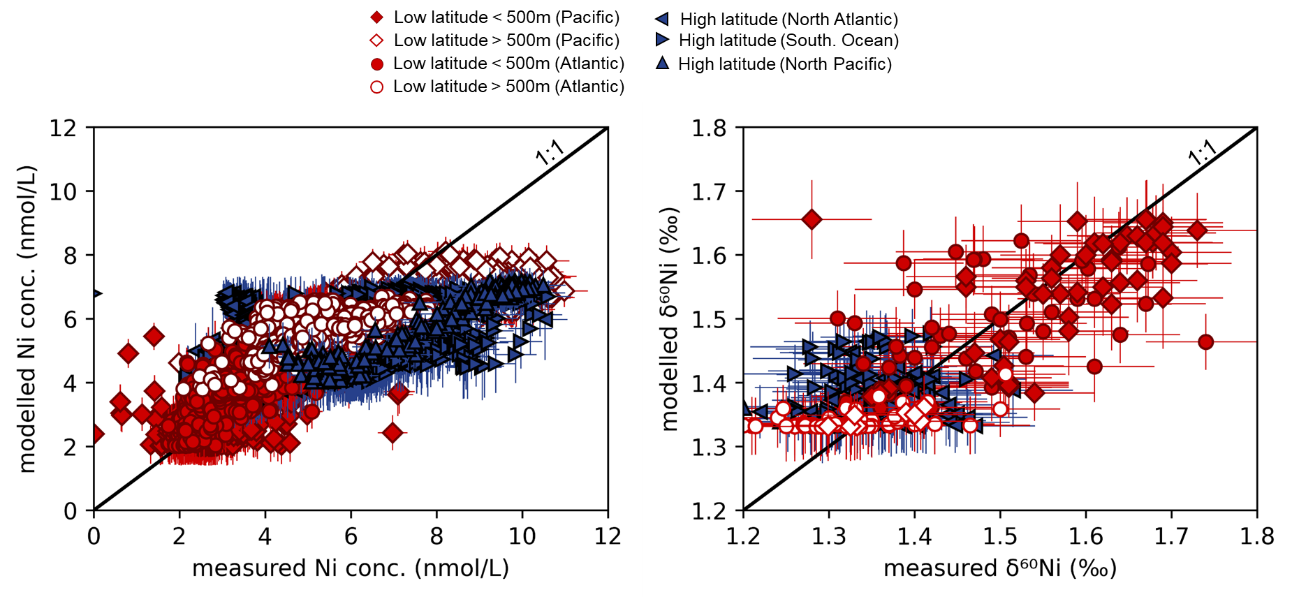 Low latitude < 500m (Pacific)
Low latitude > 500m (Pacific)
Low latitude < 500m (Atlantic)
Low latitude > 500m (Atlantic)
High latitude (North Atlantic)
High latitude (South. Ocean)
High latitude (North Pacific)
12
10
8
6
4
2
0
modelled Ni conc. (nmol/L)
1:1
0 2 4 6 8 10 12
measured Ni conc. (nmol/L)
1.8
1.7
1.6
1.5
1.4
1.3
1.2
modelled δ⁶⁰Ni (‰)
1:1
1.2 1.3 1.4 1.5 1.6 1.7 1.8
measured δ⁶⁰Ni (‰)